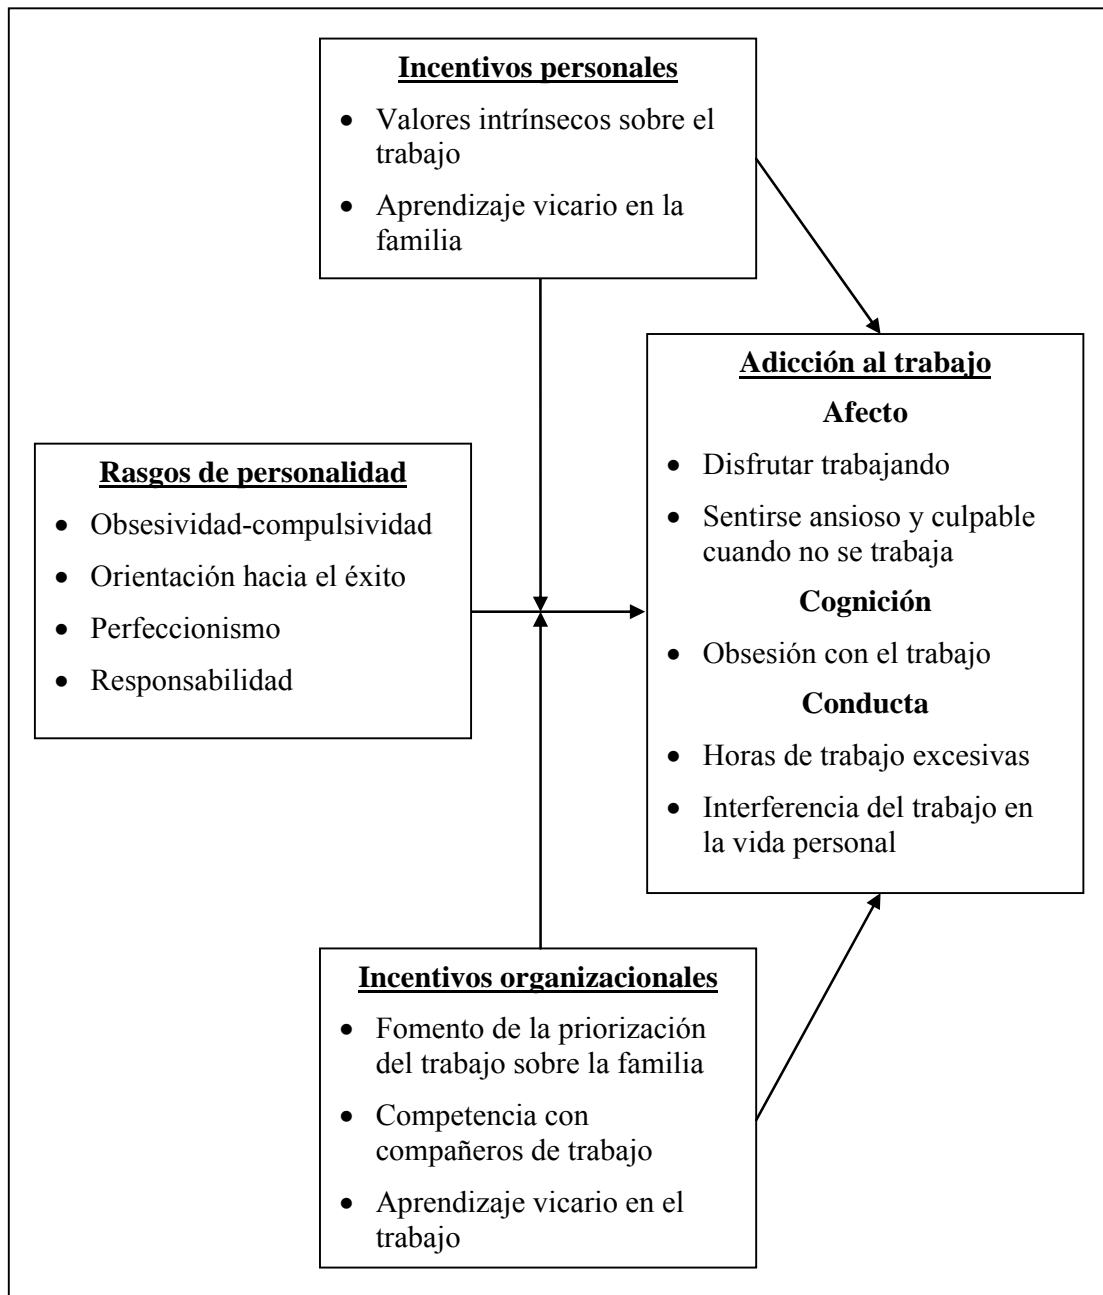 Incentivos personales
• Valores intrínsecos sobre el
trabajo
• Aprendizaje vicario en la
familia
Adicción al trabajo
Afecto
• Disfrutar trabajando
• Sentirse ansioso y culpable
cuando no se trabaja
Cognición
• Obsesión con el trabajo
Conducta
• Horas de trabajo excesivas
• Interferencia del trabajo en
la vida personal
Rasgos de personalidad
• Obsesividad-compulsividad
• Orientación hacia el éxito
• Perfeccionismo
• Responsabilidad
Incentivos organizacionales
• Fomento de la priorización
del trabajo sobre la familia
• Competencia con
compañeros de trabajo
• Aprendizaje vicario en el
trabajo